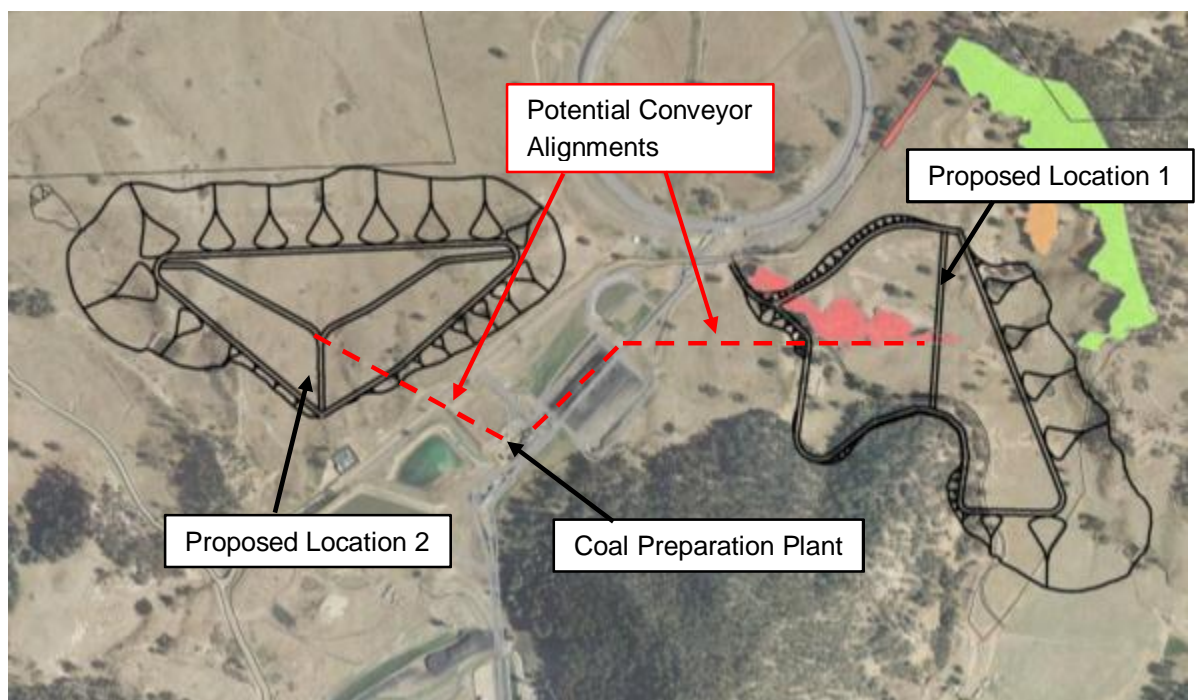 Potential Conveyor
Alignments
Proposed Location 1
Proposed Location 2
Coal Preparation Plant